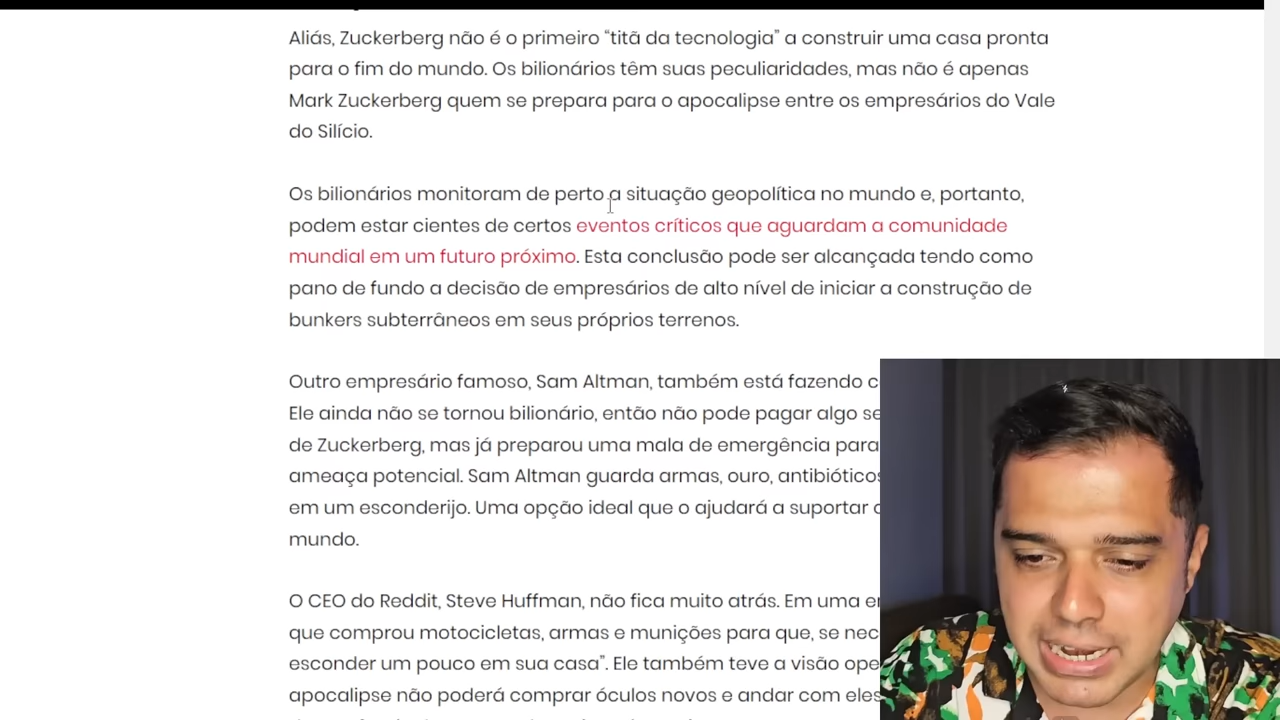 Aliás, Zuckerberg não é o primeiro “titã da tecnologia” a construir uma casa pronta
para o fim do mundo. Os bilionários têm suas peculiaridades, mas não é apenas
Mark Zuckerberg quem se prepara para o apocalipse entre os empresários do Vale
do Silício.
Os bilionários monitoram de perto a situação geopolítica no mundo e, portanto,
podem estar cientes de certos eventos críticos que aguardam a comunidade
mundial em um futuro próximo. Esta conclusão pode ser alcançada tendo como
pano de fundo a decisão de empresários de alto nível de iniciar a construção de
bunkers subterrâneos em seus próprios terrenos.
Outro empresário famoso, Sam Altman, também está fazendo
Ele ainda não se tornou bilionário, então não pode pagar algo
de Zuckerberg, mas já preparou uma mala de emergência para
ameaça potencial. Sam Altman guarda armas, ouro, antibióticos
em um esconderijo. Uma opção ideal que o ajudará a suportar
mundo.
O CEO do Reddit, Steve Huffman, não fica muito atrás. Em uma
que comprou motocicletas, armas e munições para que, se
esconder um pouco em sua casa”. Ele também teve a visão
apocalipse não poderá comprar óculos novos e andar com eles